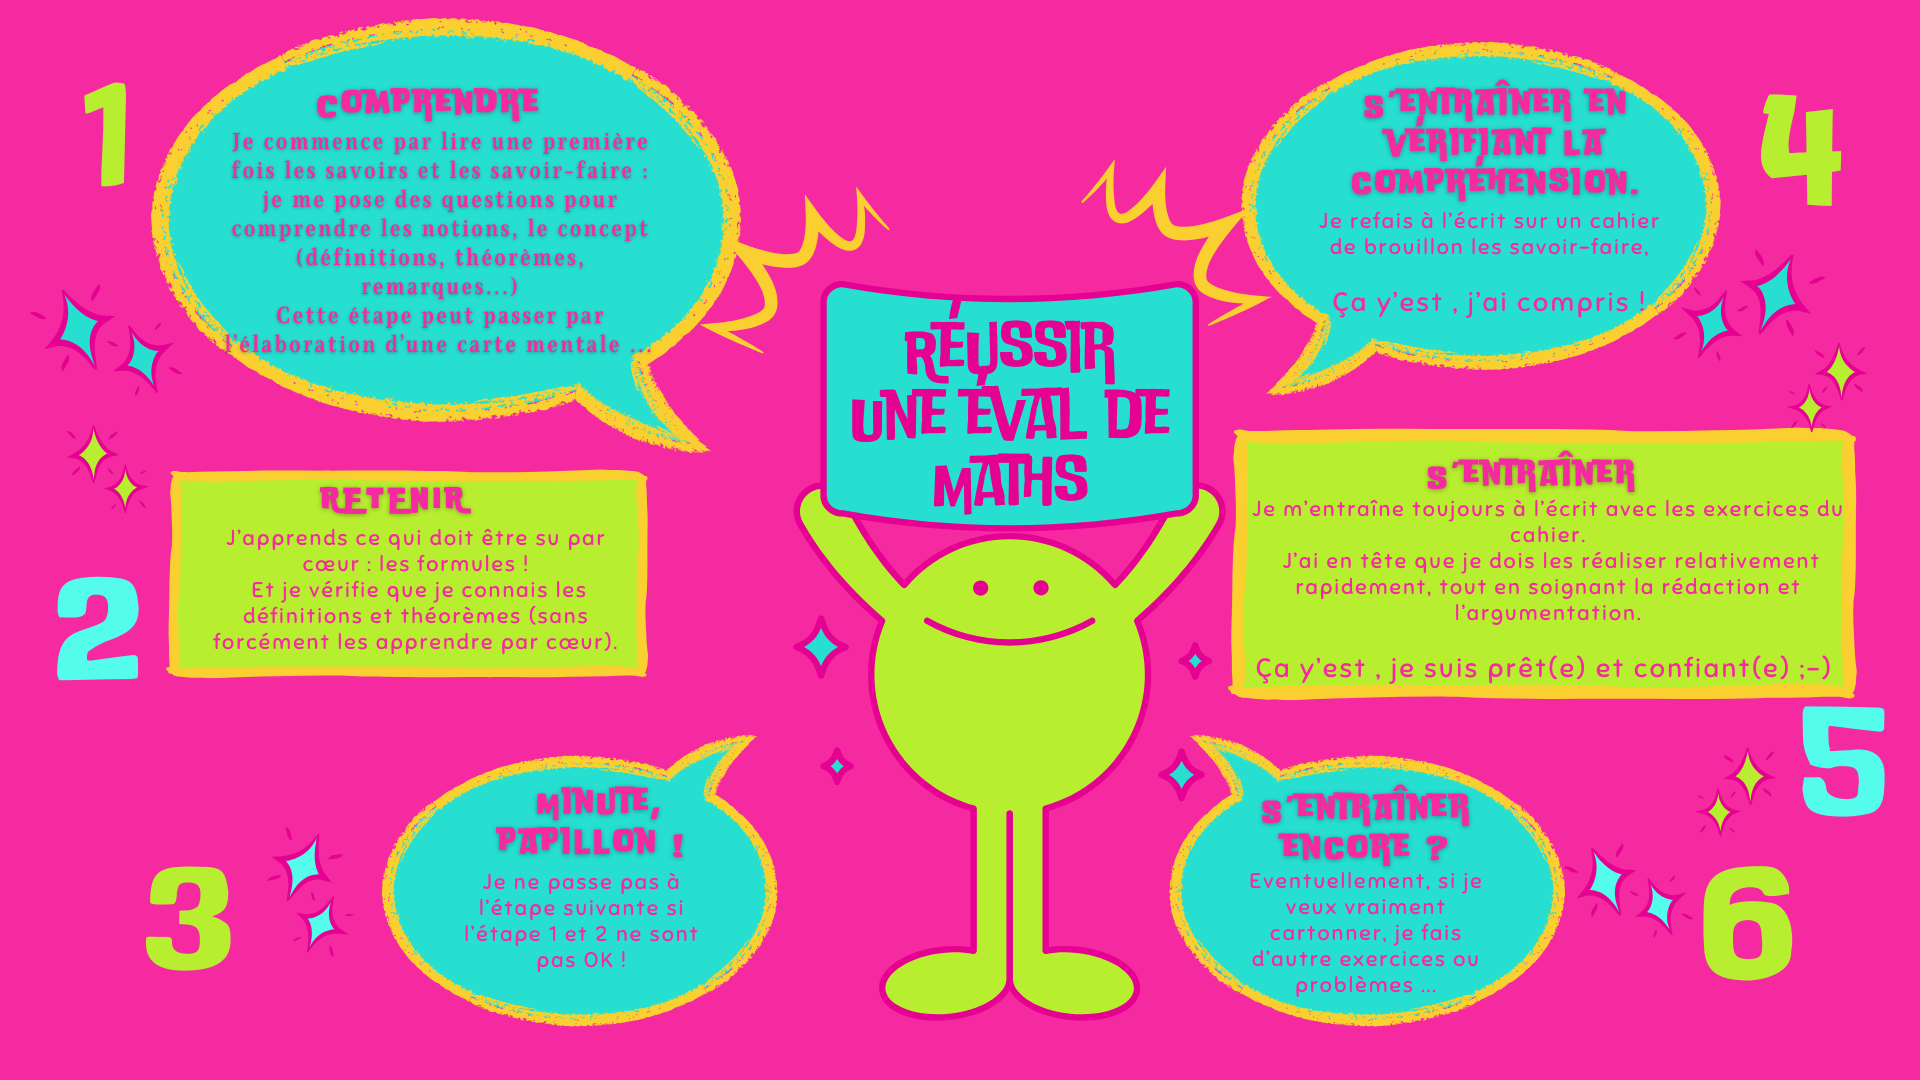 RÉUSSIR
UNE ÉVAL DE
MATHS
1
COMPRENDRE
Je commence par lire une première
fois les savoirs et les savoir-faire :
je me pose des questions pour
comprendre les notions, le concept
(définitions, théorèmes,
remarques...)
Cette étape peut passer par
l'élaboration d'une carte mentale ...
2
RETENIR
J'apprends ce qui doit être su par
cœur : les formules !
Et je vérifie que je connais les
définitions et théorèmes (sans
forcément les apprendre par cœur).
3
MINUTE,
PAPILLON !
Je ne passe pas à
l'étape suivante si
l'étape 1 et 2 ne sont
pas OK !
4
S'ENTRAÎNER EN
VÉRIFIANT LA
COMPRÉHENSION.
Je refais à l'écrit sur un cahier
de brouillon les savoir-faire,
Ça y'est , j'ai compris !
5
S'ENTRAÎNER
Je m'entraîne toujours à l'écrit avec les exercices du
cahier.
J'ai en tête que je dois les réaliser relativement
rapidement, tout en soignant la rédaction et
l'argumentation.
Ça y'est , je suis prêt(e) et confiant(e) ;-)
6
S'ENTRAÎNER
ENCORE ?
Eventuellement, si je
veux vraiment
cartonner, je fais
d'autre exercices ou
problèmes ...